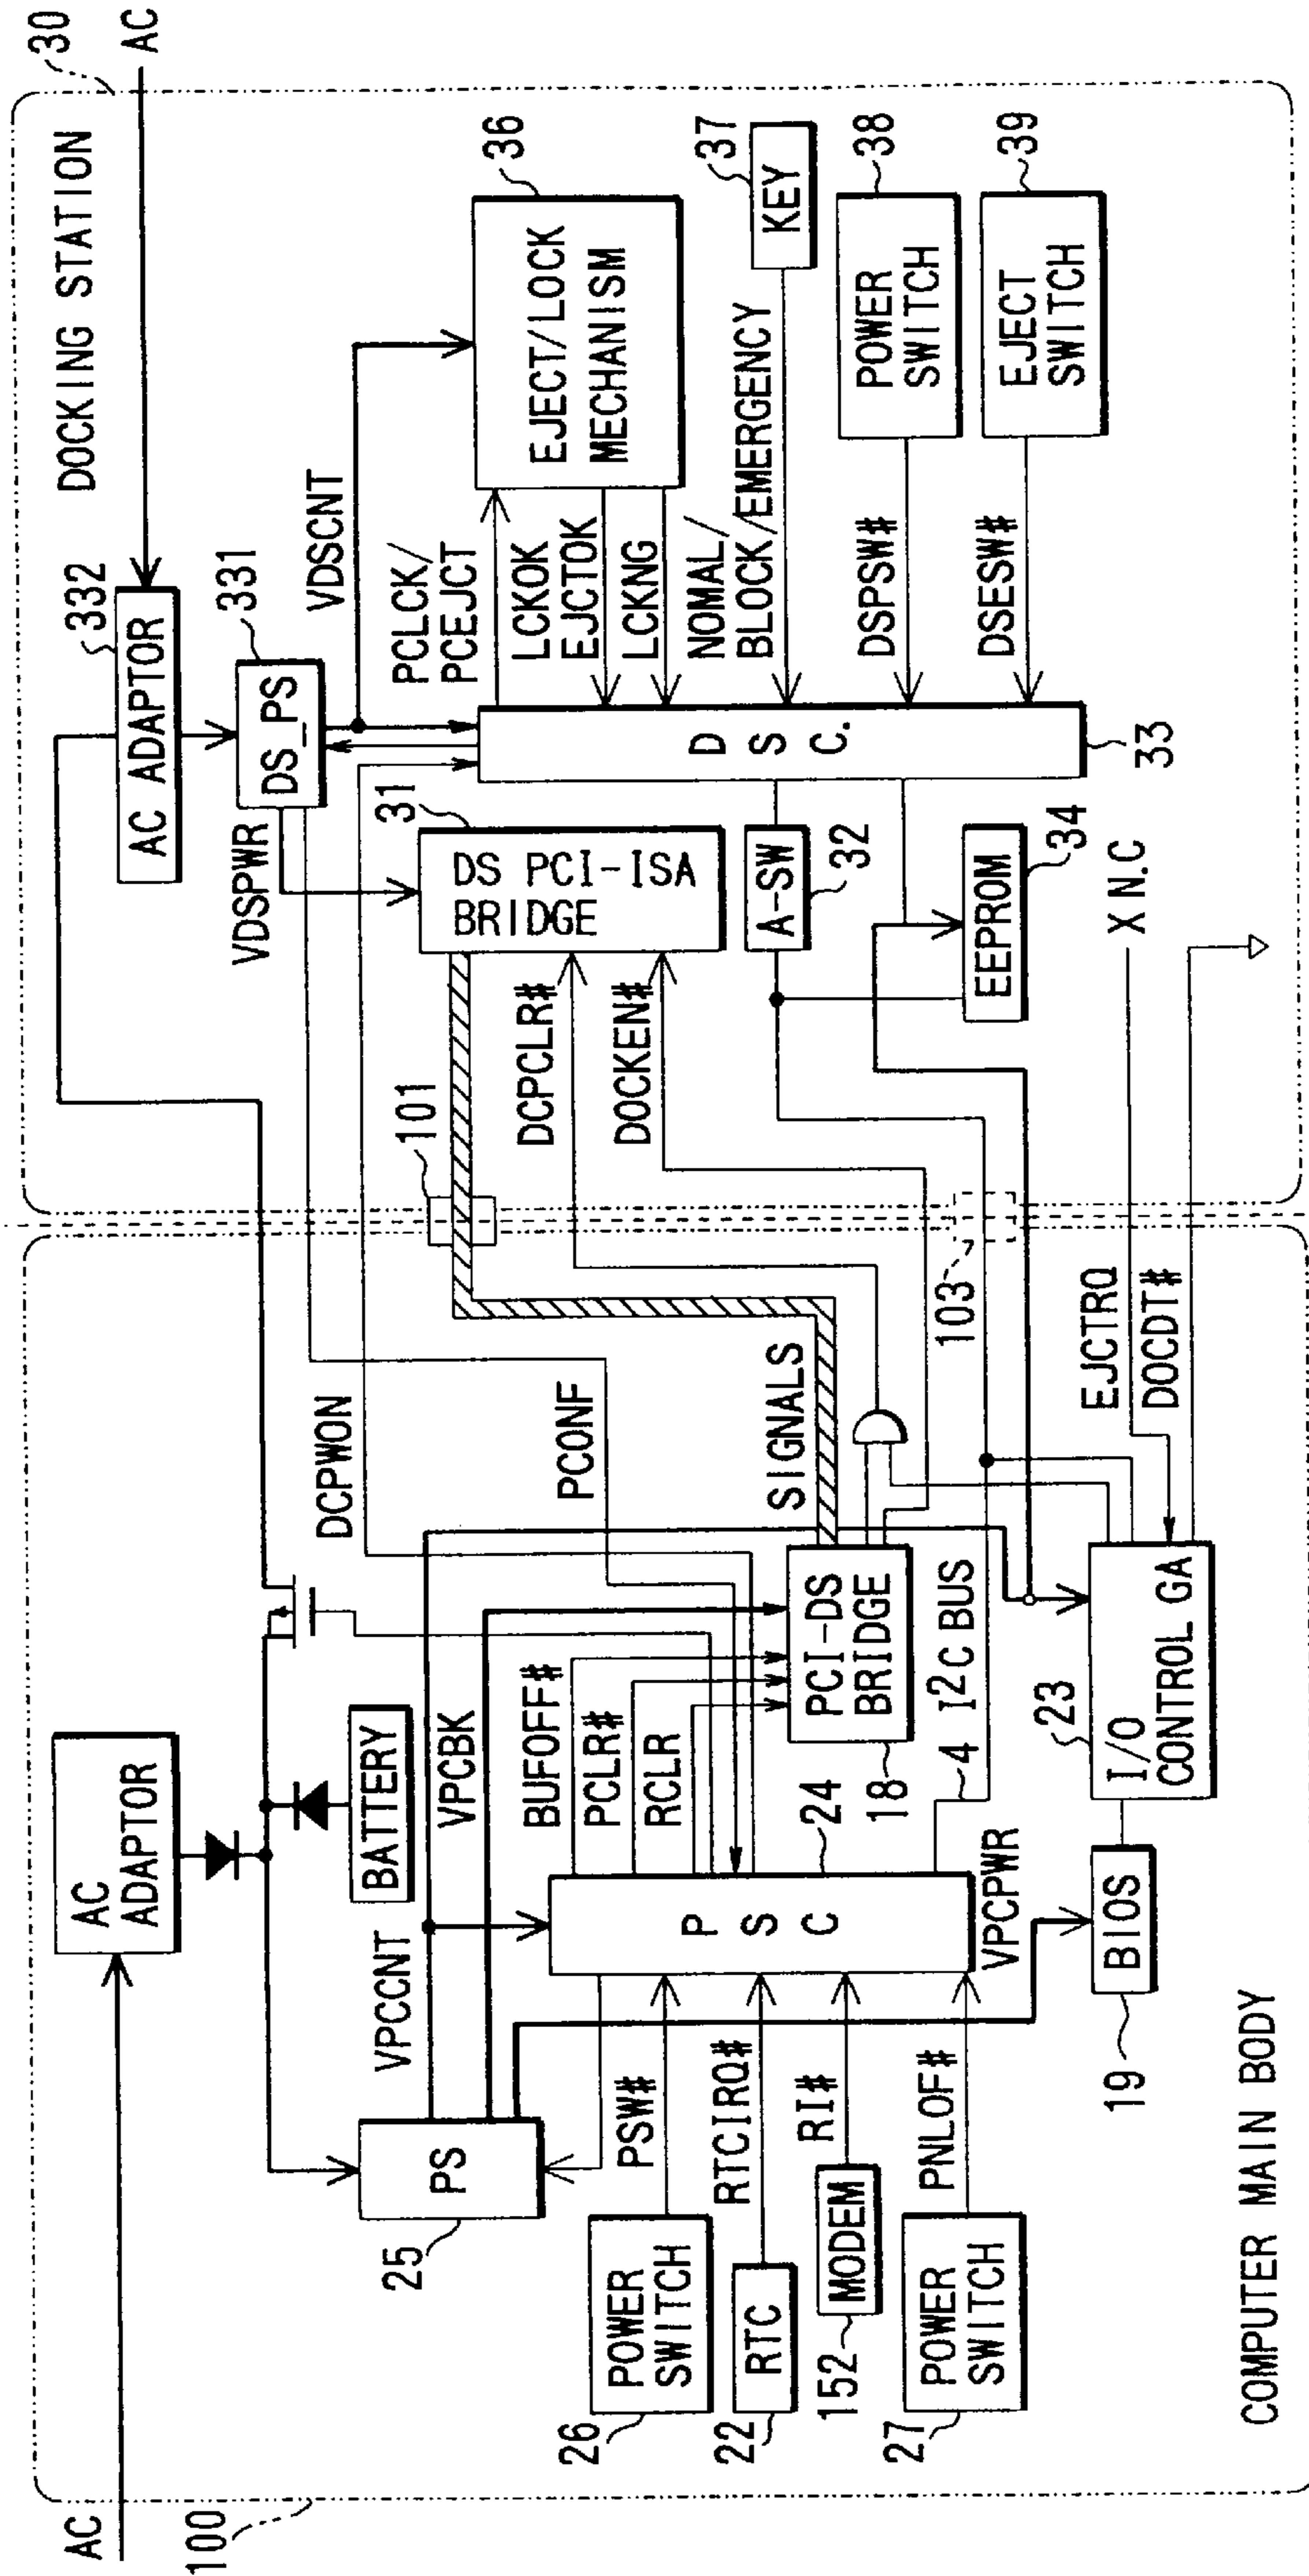 AC
100
AC
ADAPTOR
BATTERY
PS
25
VPCCNT
VPCBK
DCPWON
PCONF
BUFOFF#
PCLR#
RCLR
PSC
24
VPCPWR
PSW#
RTCIRQ#
RI#
PNLOF#
POWER
SWITCH
26
RTC
22
MODEM
152
POWER
SWITCH
27
PCI-DS
BRIDGE
18
SIGNALS
4
I2C BUS
BIOS
19
I/O
CONTROL GA
23
EJCTRQ
DOCDT#
COMPUTER MAIN BODY
101
103
DOCKING STATION
30
AC
AC ADAPTOR
332
DS_PS
331
VDSPWR
VDSCNT
DS PCI-ISA
BRIDGE
31
DCPCLR#
DOCKEN#
PCLCK/
PCEJCT
LCKOK
EJCTOK
LCKNG
EJECT/LOCK
MECHANISM
36
NOMAL/
BLOCK/EMERGENCY
KEY
37
DSPSW#
POWER
SWITCH
38
DSESW#
EJECT
SWITCH
39
DSC.
33
A-SW
32
EEPROM
34
X N.C